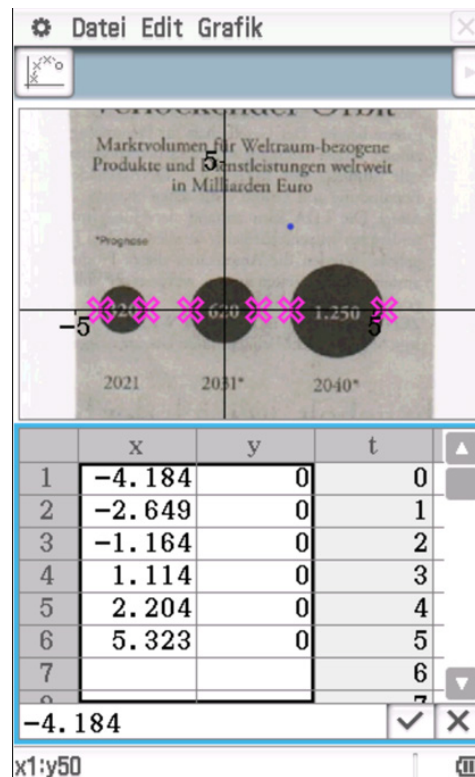 Datei Edit Grafik
Verlockender Orbit
Marktvolumen für Weltraum-bezogene
Produkte und Dienstleistungen weltweit
in Milliarden Euro
5
*Prognose
620
1.250
-5
5
2021
2031*
2040*
x y t
1 -4.184 0 0
2 -2.649 0 1
3 -1.164 0 2
4 1.114 0 3
5 2.204 0 4
6 5.323 0 5
7 6
-4.184
x1:y50